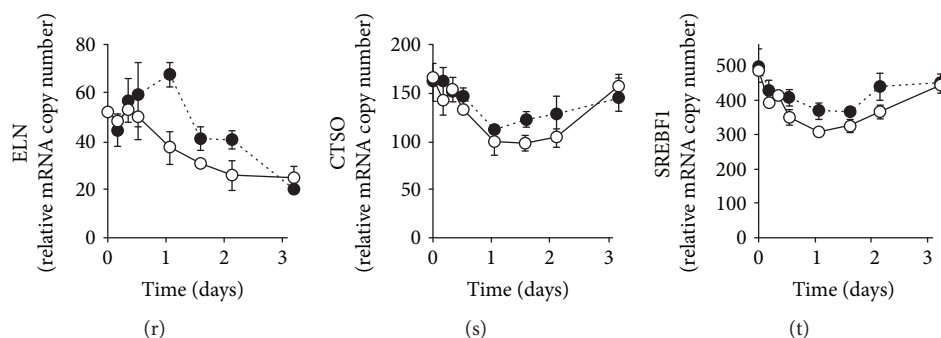 ELN
(relative mRNA copy number)
80
60
40
20
0
0 1 2 3
Time (days)
(r)
CTSO
(relative mRNA copy number)
200
150
100
50
0
0 1 2 3
Time (days)
(s)
SREBF1
(relative mRNA copy number)
500
400
300
200
100
0
0 1 2 3
Time (days)
(t)